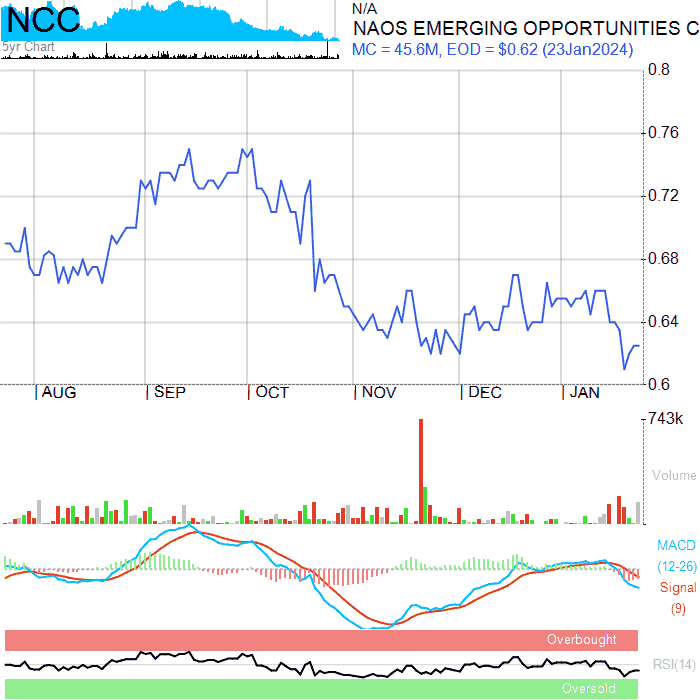 NCC
5yr Chart
N/A
NAOS EMERGING OPPORTUNITIES C
MC = 45.6M, EOD = $0.62 (23Jan2024)
0.8
0.76
0.72
0.68
0.64
0.6
AUG SEP OCT NOV DEC JAN
743k
Volume
MACD
(12-26)
Signal
(9)
Overbought
RSI(14)
Oversold